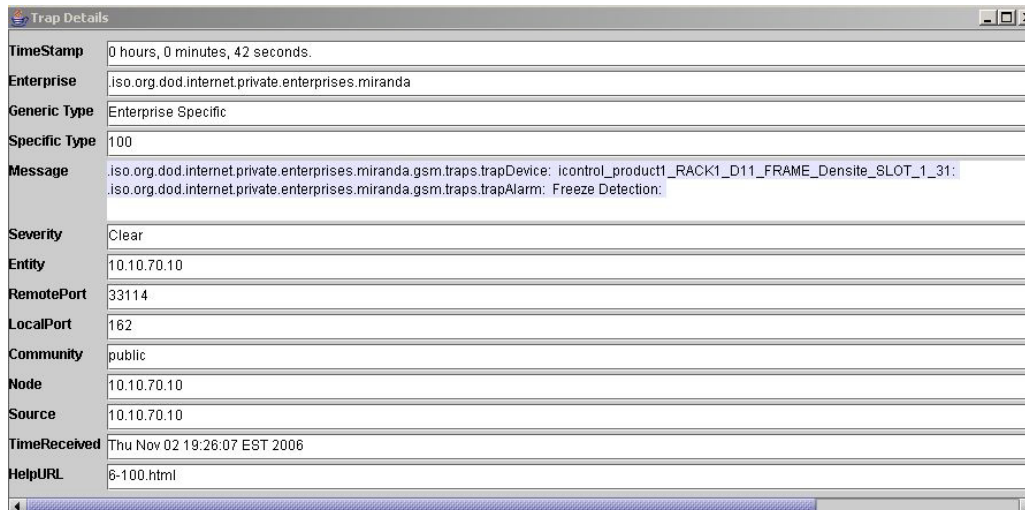 Trap Details
TimeStamp 0 hours, 0 minutes, 42 seconds.
Enterprise .iso.org.dod.internet.private.enterprises.miranda
Generic Type Enterprise Specific
Specific Type 100
Message .iso.org.dod.internet.private.enterprises.miranda.gsm.traps.trapDevice: icontrol_product1_RACK1_D11_FRAME_Densite_SLOT_1_31:
.iso.org.dod.internet.private.enterprises.miranda.gsm.traps.trapAlarm: Freeze Detection:
Severity Clear
Entity 10.10.70.10
RemotePort 33114
LocalPort 162
Community public
Node 10.10.70.10
Source 10.10.70.10
TimeReceived Thu Nov 02 19:26:07 EST 2006
HelpURL 6-100.html